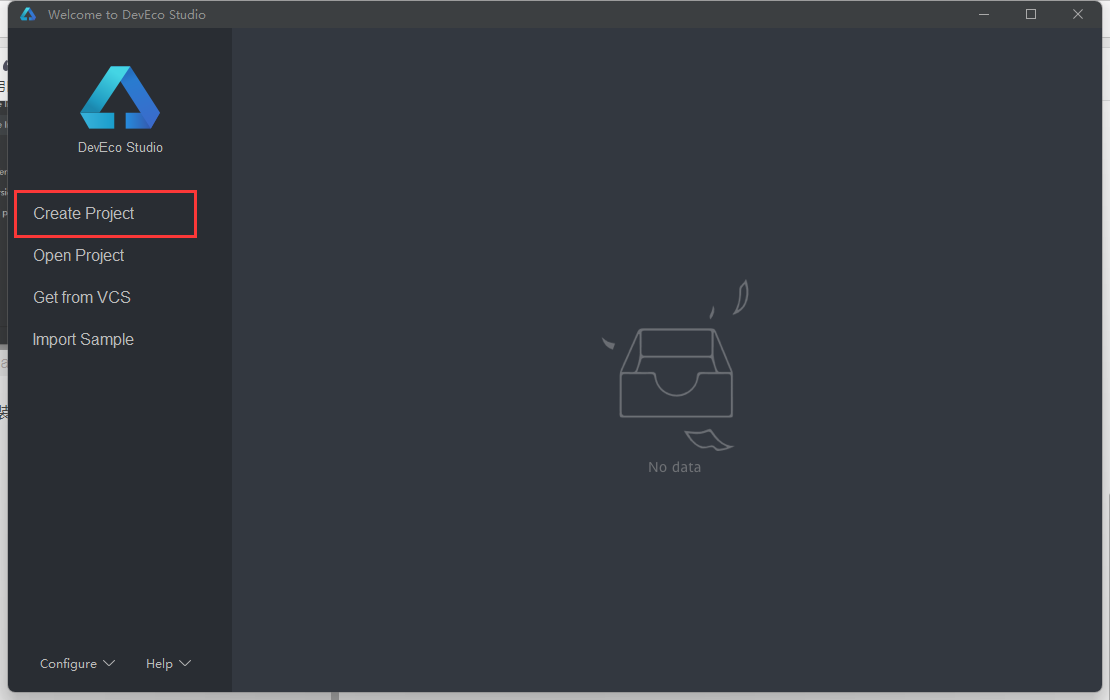 Welcome to DevEco Studio
DevEco Studio
Create Project
Open Project
Get from VCS
Import Sample
No data
Configure
Help